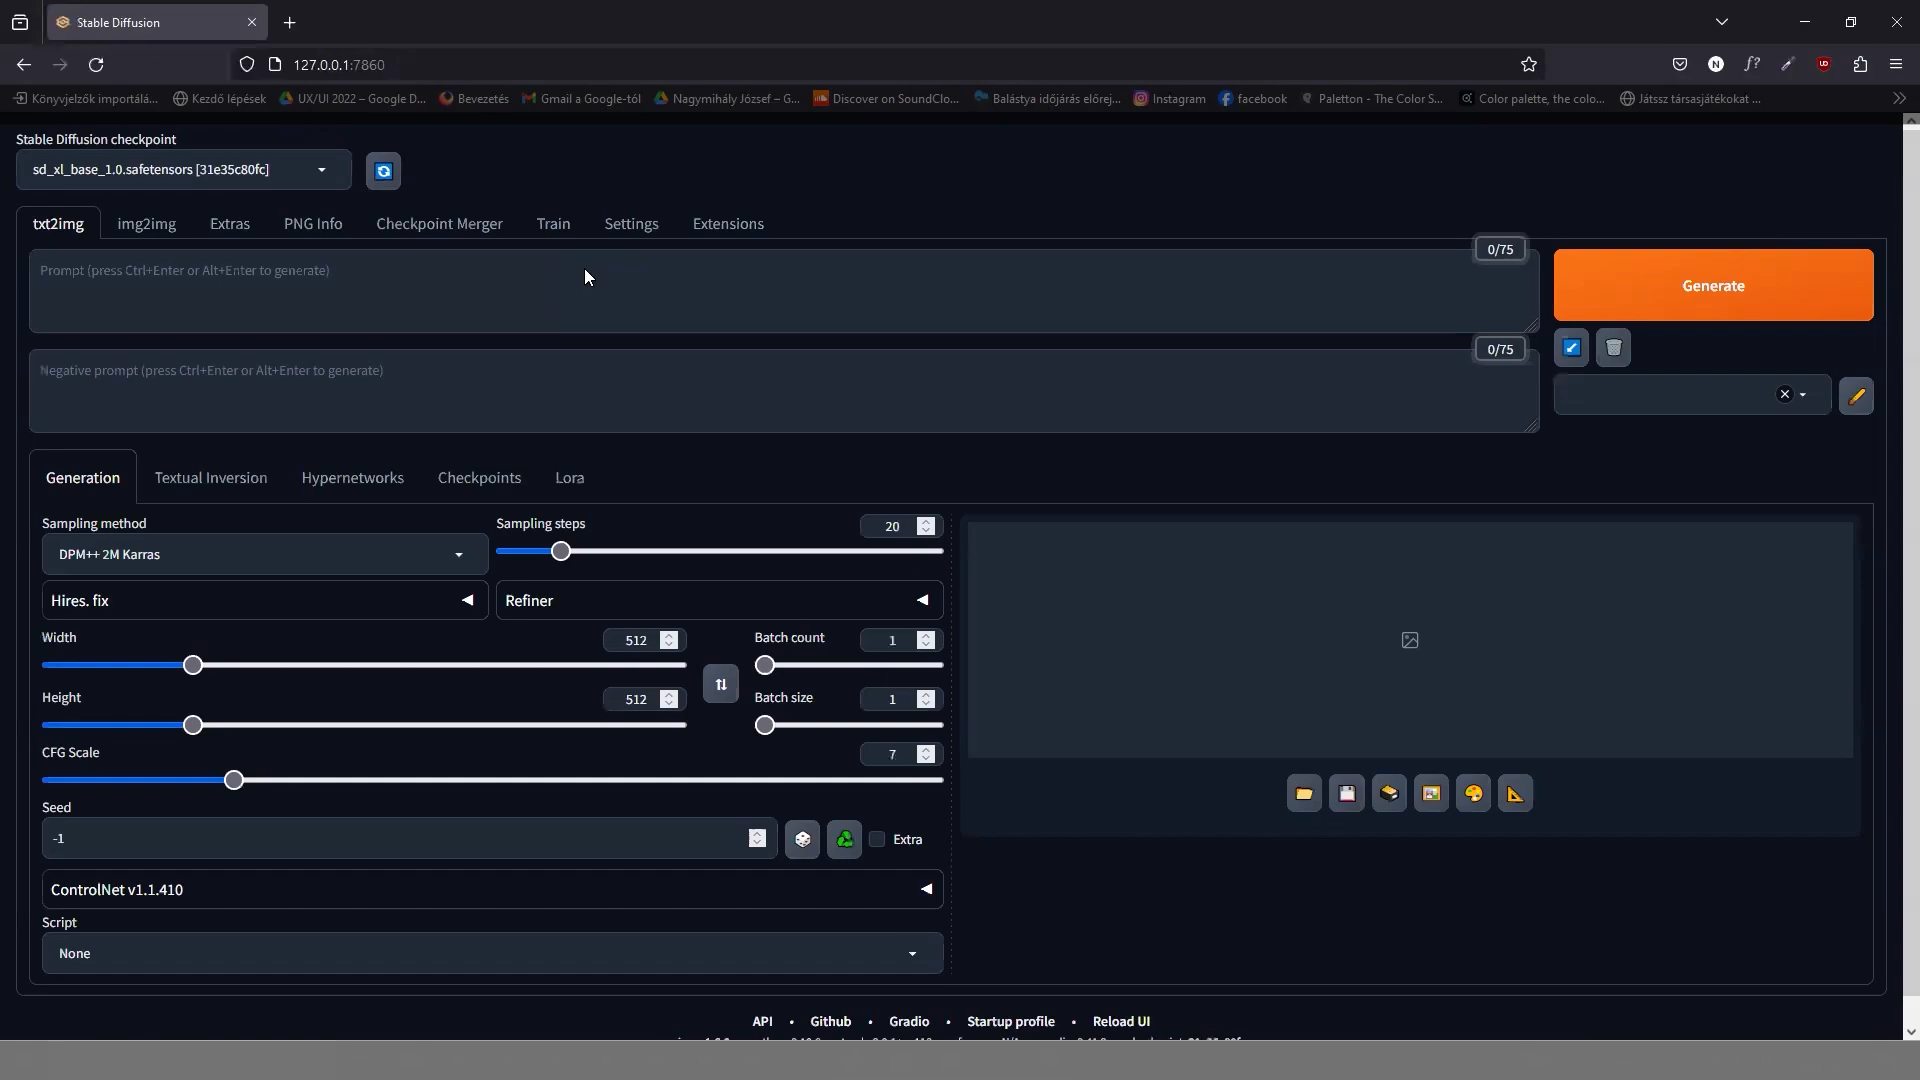 Stable Diffusion
127.0.0.1:7860
Könyvjelzők importálá...
Kezdő lépések
UX/UI 2022 – Google D...
Bevezetés
Gmail a Google-tól
Nagymihály József – G...
Discover on SoundClo...
Balástya időjárás előrej...
Instagram
facebook
Paletton - The Color S...
Color palette, the colo...
Játssz társasjátékokat ...
Stable Diffusion checkpoint
sd_xl_base_1.0.safetensors [31e35c80fc]
txt2img
img2img
Extras
PNG Info
Checkpoint Merger
Train
Settings
Extensions
0/75
Prompt (press Ctrl+Enter or Alt+Enter to generate)
Generate
0/75
Negative prompt (press Ctrl+Enter or Alt+Enter to generate)
Generation
Textual Inversion
Hypernetworks
Checkpoints
Lora
Sampling method
DPM++ 2M Karras
Sampling steps
20
Hires. fix
Refiner
Width
512
Batch count
1
Height
512
Batch size
1
CFG Scale
7
Seed
-1
Extra
ControlNet v1.1.410
Script
None
API • Github • Gradio • Startup profile • Reload UI